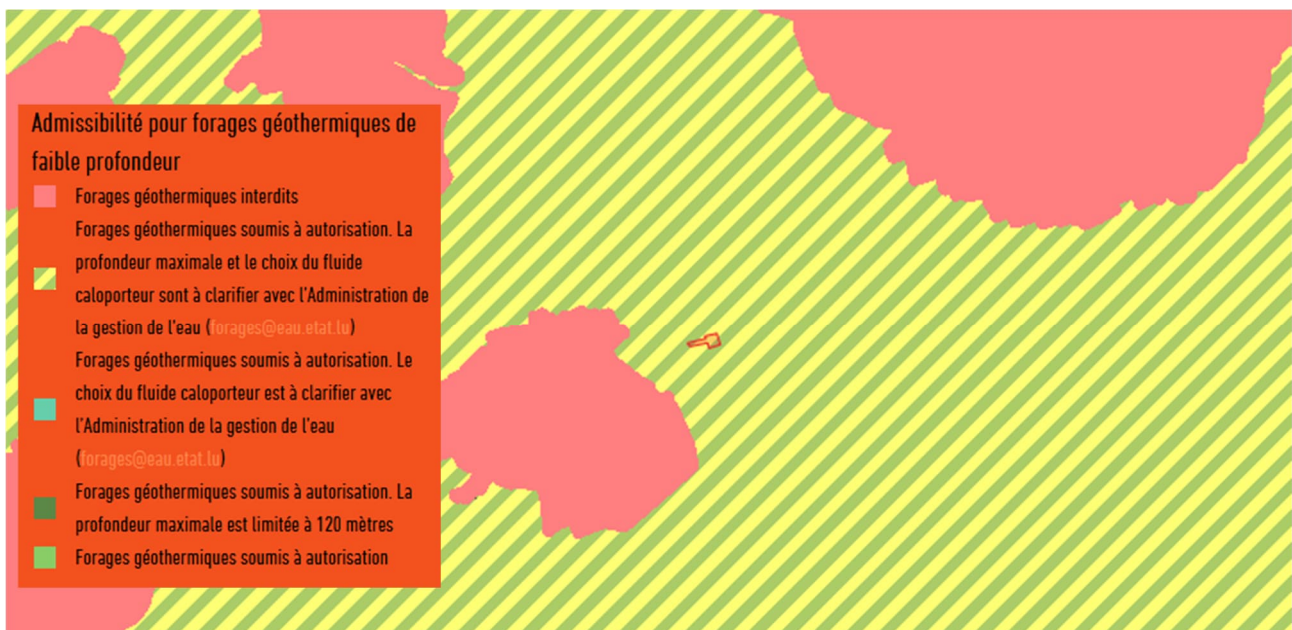 Admissibilité pour forages géothermiques de
faible profondeur
Forages géothermiques interdits
Forages géothermiques soumis à autorisation. La
profondeur maximale et le choix du fluide
caloporteur sont à clarifier avec l'Administration de
la gestion de l'eau (forages@eau.etat.lu)
Forages géothermiques soumis à autorisation. Le
choix du fluide caloporteur est à clarifier avec
l'Administration de la gestion de l'eau
(forages@eau.etat.lu)
Forages géothermiques soumis à autorisation. La
profondeur maximale est limitée à 120 mètres
Forages géothermiques soumis à autorisation